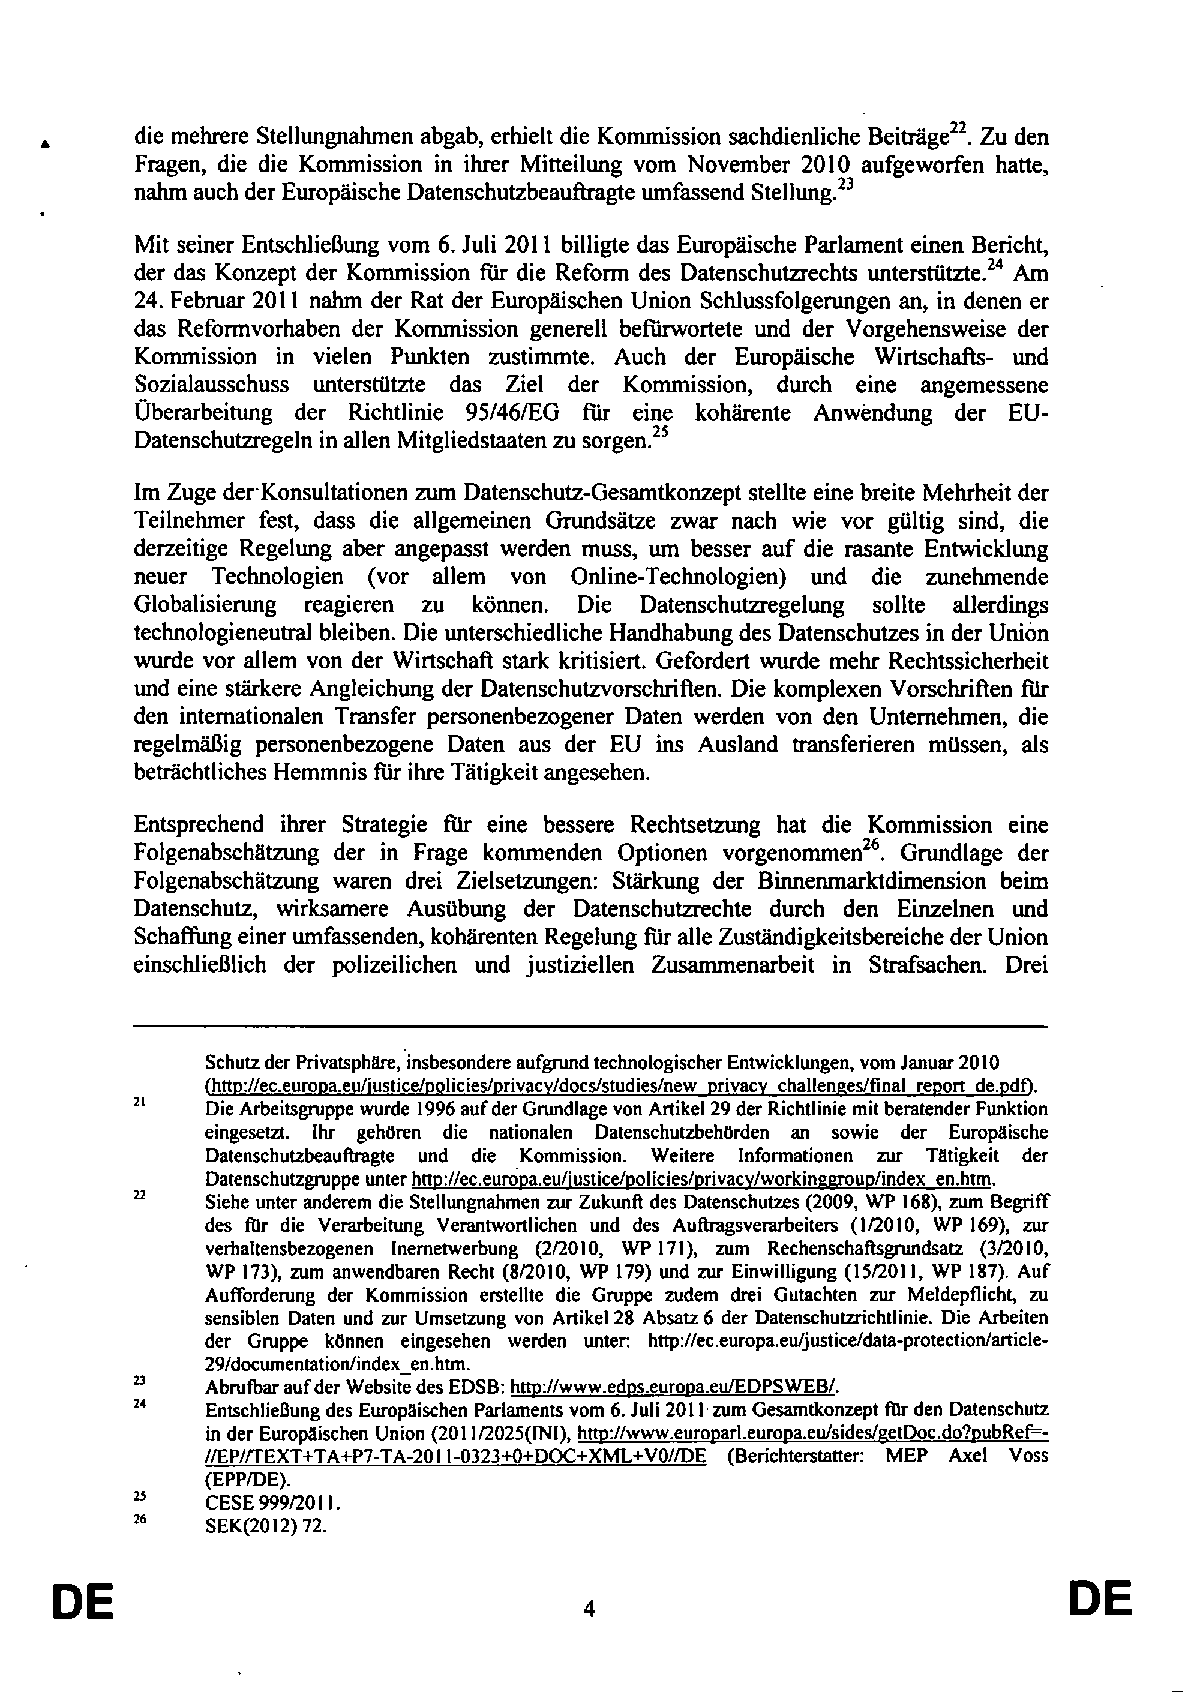 die mehrere Stellungnahmen abgab, erhielt die Kommission sachdienliche Beiträge22. Zu den
Fragen, die die Kommission in ihrer Mitteilung vom November 2010 aufgeworfen hatte,
nahm auch der Europäische Datenschutzbeauftragte umfassend Stellung.23
Mit seiner Entschließung vom 6. Juli 2011 billigte das Europäische Parlament einen Bericht,
der das Konzept der Kommission für die Reform des Datenschutzrechts unterstützte.24 Am
24. Februar 2011 nahm der Rat der Europäischen Union Schlussfolgerungen an, in denen er
das Reformvorhaben der Kommission generell befürwortete und der Vorgehensweise der
Kommission in vielen Punkten zustimmte. Auch der Europäische Wirtschafts- und
Sozialausschuss unterstützte das Ziel der Kommission, durch eine angemessene
Überarbeitung der Richtlinie 95/46/EG für eine kohärente Anwendung der EU-
Datenschutzregeln in allen Mitgliedstaaten zu sorgen.25
Im Zuge der Konsultationen zum Datenschutz-Gesamtkonzept stellte eine breite Mehrheit der
Teilnehmer fest, dass die allgemeinen Grundsätze zwar nach wie vor gültig sind, die
derzeitige Regelung aber angepasst werden muss, um besser auf die rasante Entwicklung
neuer Technologien (vor allem von Online-Technologien) und die zunehmende
Globalisierung reagieren zu können. Die Datenschutzregelung sollte allerdings
technologieneutral bleiben. Die unterschiedliche Handhabung des Datenschutzes in der Union
wurde vor allem von der Wirtschaft stark kritisiert. Gefordert wurde mehr Rechtssicherheit
und eine stärkere Angleichung der Datenschutzvorschriften. Die komplexen Vorschriften für
den internationalen Transfer personenbezogener Daten werden von den Unternehmen, die
regelmäßig personenbezogene Daten aus der EU ins Ausland transferieren müssen, als
beträchtliches Hemmnis für ihre Tätigkeit angesehen.
Entsprechend ihrer Strategie für eine bessere Rechtsetzung hat die Kommission eine
Folgenabschätzung der in Frage kommenden Optionen vorgenommen26. Grundlage der
Folgenabschätzung waren drei Zielsetzungen: Stärkung der Binnenmarktdimension beim
Datenschutz, wirksamere Ausübung der Datenschutzrechte durch den Einzelnen und
Schaffung einer umfassenden, kohärenten Regelung für alle Zuständigkeitsbereiche der Union
einschließlich der polizeilichen und justiziellen Zusammenarbeit in Strafsachen. Drei
Schutz der Privatsphäre, insbesondere aufgrund technologischer Entwicklungen, vom Januar 2010
(http://ec.europa.eu/justice/policies/privacy/docs/studies/new_privacy_challenges/final_report_de.pdf).
21 Die Arbeitsgruppe wurde 1996 auf der Grundlage von Artikel 29 der Richtlinie mit beratender Funktion
eingesetzt. Ihr gehören die nationalen Datenschutzbehörden an sowie der Europäische
Datenschutzbeauftragte und die Kommission. Weitere Informationen zur Tätigkeit der
Datenschutzgruppe unter http://ec.europa.eu/justice/policies/privacy/workinggroup/index_en.htm.
22 Siehe unter anderem die Stellungnahmen zur Zukunft des Datenschutzes (2009, WP 168), zum Begriff
des für die Verarbeitung Verantwortlichen und des Auftragsverarbeiters (1/2010, WP 169), zur
verhaltensbezogenen Inernetwerbung (2/2010, WP 171), zum Rechenschaftsgrundsatz (3/2010,
WP 173), zum anwendbaren Recht (8/2010, WP 179) und zur Einwilligung (15/2011, WP 187). Auf
Aufforderung der Kommission erstellte die Gruppe zudem drei Gutachten zur Meldepflicht, zu
sensiblen Daten und zur Umsetzung von Artikel 28 Absatz 6 der Datenschutzrichtlinie. Die Arbeiten
der Gruppe können eingesehen werden unter: http://ec.europa.eu/justice/data-protection/article-
29/documentation/index_en.htm.
23 Abrufbar auf der Website des EDSB: http://www.edps.europa.eu/EDPSWEB/.
24 Entschließung des Europäischen Parlaments vom 6. Juli 2011 zum Gesamtkonzept für den Datenschutz
in der Europäischen Union (2011/2025(INI), http://www.europarl.europa.eu/sides/getDoc.do?pubRef=-
//EP//TEXT+TA+P7-TA-2011-0323+0+DOC+XML+V0//DE (Berichterstatter: MEP Axel Voss
(EPP/DE).
25 CESE 999/2011.
26 SEK(2012) 72.
DE 4 DE